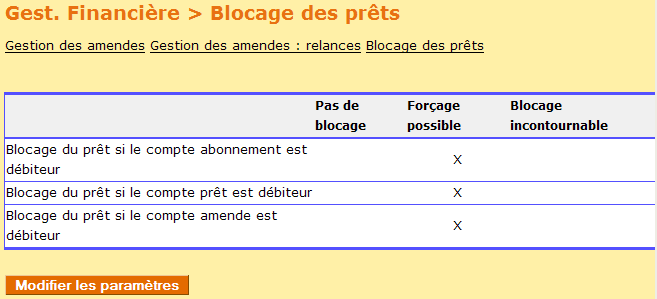 Gest. Financière > Blocage des prêts
Gestion des amendes Gestion des amendes : relances Blocage des prêts
Pas de blocage Forçage possible Blocage incontournable
Blocage du prêt si le compte abonnement est débiteur X
Blocage du prêt si le compte prêt est débiteur X
Blocage du prêt si le compte amende est débiteur X
Modifier les paramètres